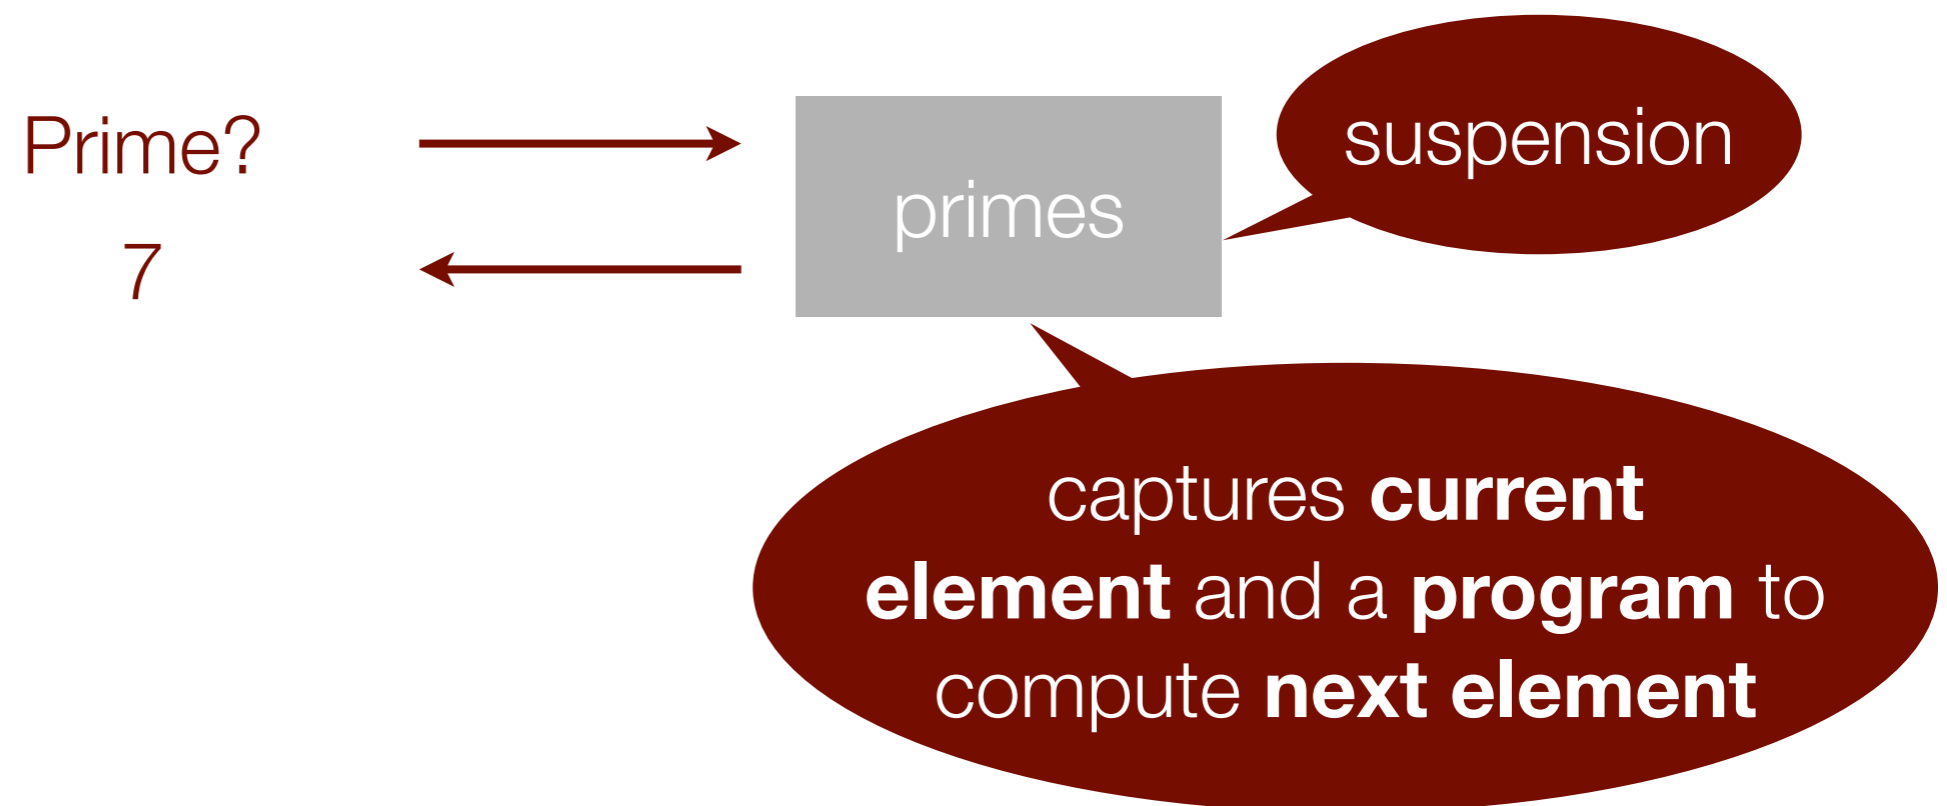 Prime?
7
primes
suspension
captures current
element and a program to
compute next element